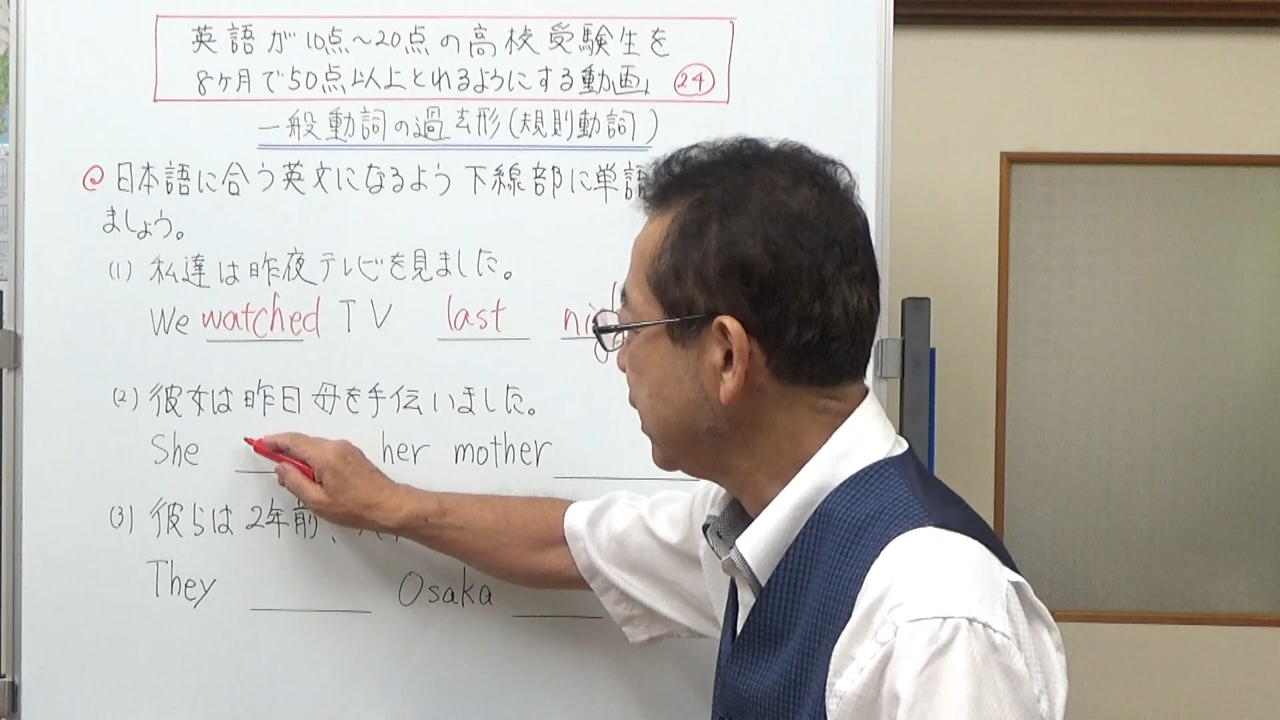 英語が10点～20点の高校受験生を
8ヶ月で50点以上とれるようにする動画」 24
一般動詞の過去形(規則動詞)
日本語に合う英文になるよう下線部に単語
ましょう。
(1) 私達は昨夜テレビを見ました。
We watched TV last
(2) 彼女は昨日母を手伝いました。
She her mother
(3) 彼らは2年前、
They Osaka